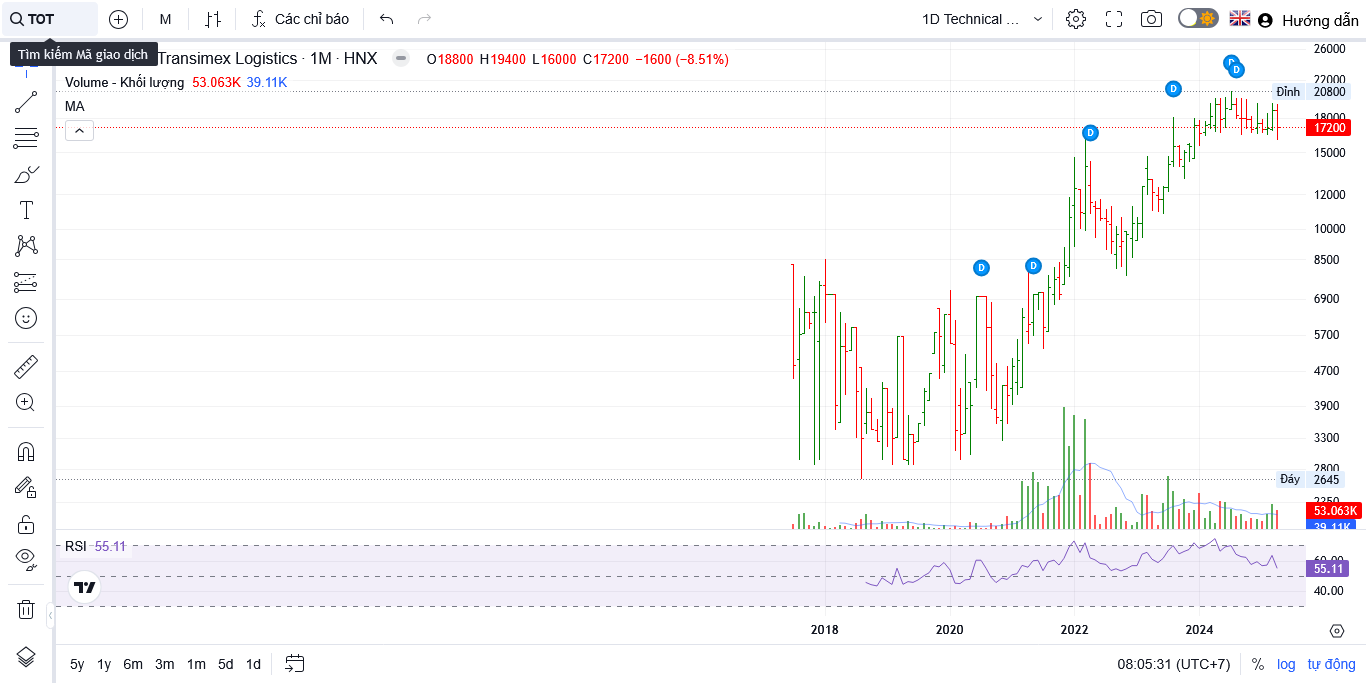 TOT
M
Các chỉ báo
1D Technical ...
Hướng dẫn
Tìm kiếm Mã giao dịch
Transimex Logistics · 1M · HNX
O18800 H19400 L16000 C17200 −1600 (−8.51%)
Volume - Khối lượng 53.063K 39.11K
MA
D
D
D
D
D
D
26000
22000
Đỉnh 20800
18000
17200
15000
12000
10000
8500
6900
5700
4700
3900
3300
2800
Đáy 2645
2250
53.063K
39.11K
RSI 55.11
60.00
55.11
40.00
2018 2020 2022 2024
5y 1y 6m 3m 1m 5d 1d
08:05:31 (UTC+7) % log tự động